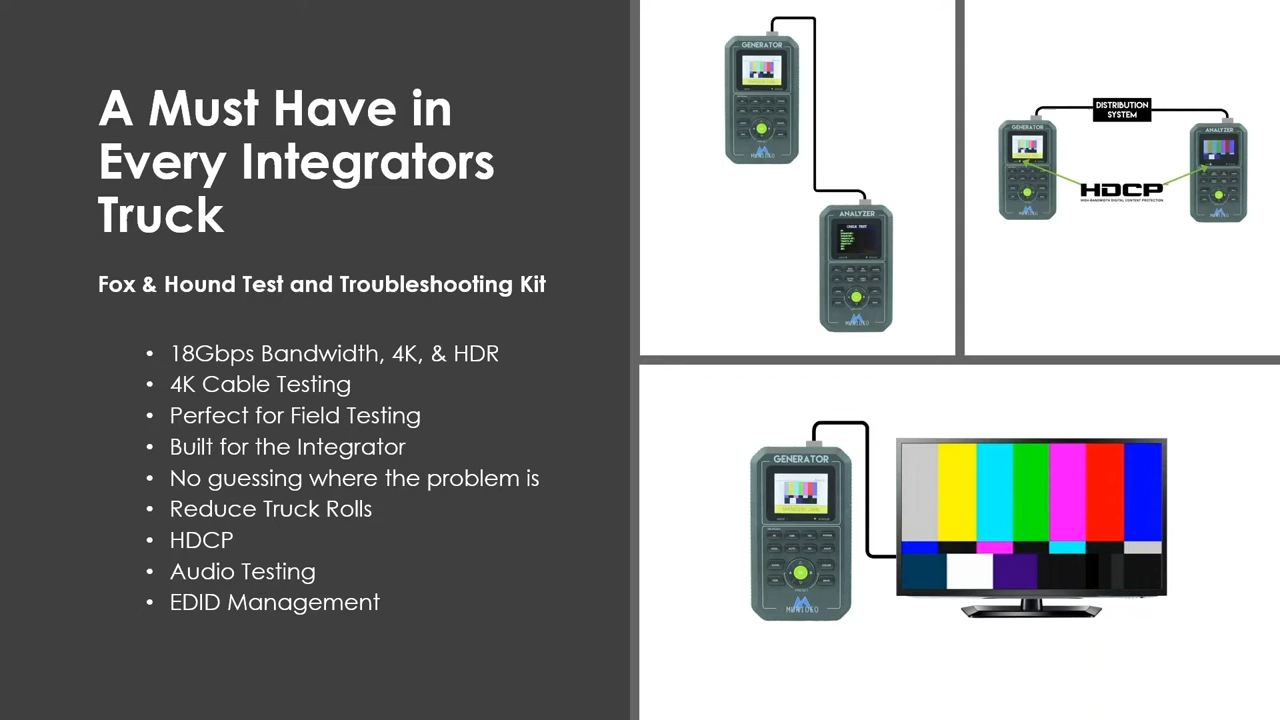 A Must Have in
Every Integrators
Truck
Fox & Hound Test and Troubleshooting Kit
• 18Gbps Bandwidth, 4K, & HDR
• 4K Cable Testing
• Perfect for Field Testing
• Built for the Integrator
• No guessing where the problem is
• Reduce Truck Rolls
• HDCP
• Audio Testing
• EDID Management
GENERATOR
ANALYZER
CABLE TEST
DISTRIBUTION
SYSTEM
GENERATOR
ANALYZER
HDCP
HIGH-BANDWIDTH DIGITAL CONTENT PROTECTION
GENERATOR